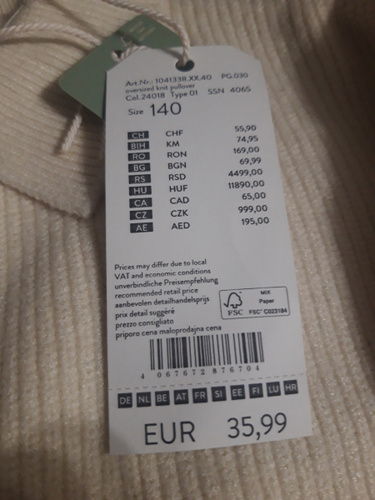 Art.Nr.: 1041338.XX.40 PG.030
oversized knit pullover
Col.24018 Type 01 SSN 4065
Size 140
CH CHF 55,90
BIH KM 74,95
RO RON 169,00
BG BGN 69,99
RS RSD 4499,00
HU HUF 11890,00
CA CAD 65,00
CZ CZK 999,00
AE AED 195,00
Prices may differ due to local
VAT and economic conditions
unverbindliche Preisempfehlung
recommended retail price
aanbevolen detailhandelsprijs
prix detail suggéré
prezzo consigliato
priporo cena maloprodajna cena
FSC
MIX
Paper
FSC® C023184
4 067672 876704
DE NL BE AT FR SI EE FI LU HR
EUR 35,99